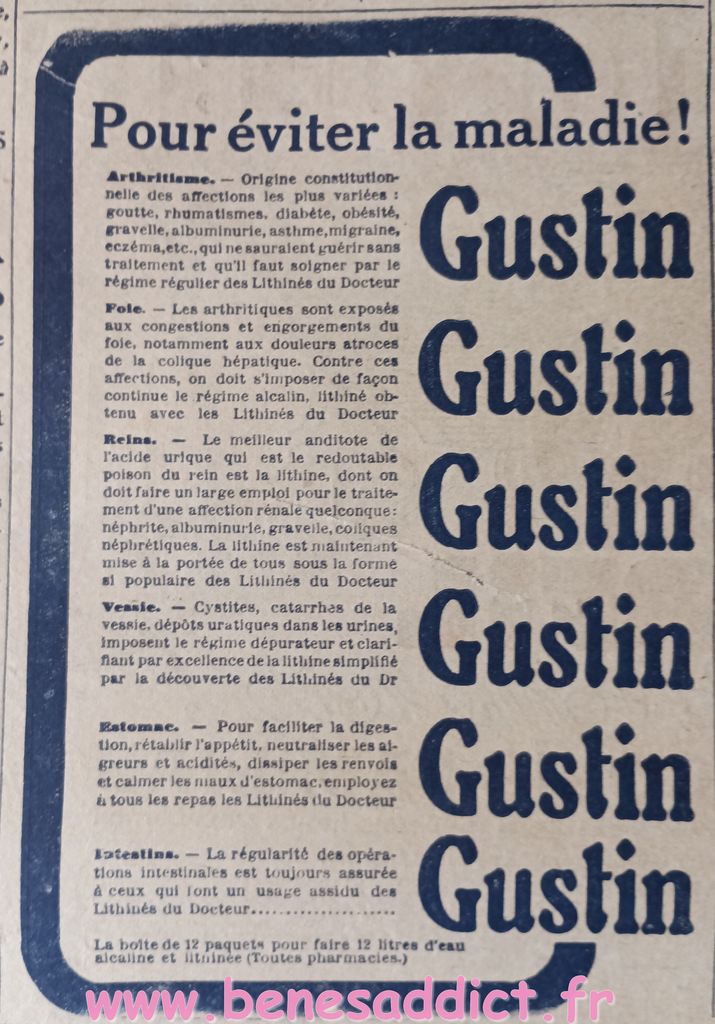 Pour éviter la maladie!
Arthritisme. — Origine constitution-
nelle des affections les plus variées :
goutte, rhumatismes, diabète, obésité,
gravelle, albuminurie, asthme, migraine,
eczéma, etc., qui ne sauraient guérir sans
traitement et qu'il faut soigner par le
régime régulier des Lithinés du Docteur
Gustin
Foie. — Les arthritiques sont exposés
aux congestions et engorgements du
foie, notamment aux douleurs atroces
de la colique hépatique. Contre ces
affections, on doit s'imposer de façon
continue le régime alcalin, lithiné ob-
tenu avec les Lithinés du Docteur
Gustin
Reins. — Le meilleur anditote de
l'acide urique qui est le redoutable
poison du rein est la lithine, dont on
doit faire un large emploi pour le traite-
ment d'une affection rénale quelconque:
néphrite, albuminurie, gravelle, coliques
néphrétiques. La lithine est maintenant
mise à la portée de tous sous la forme
si populaire des Lithinés du Docteur
Gustin
Vessie. — Cystites, catarrhes de la
vessie, dépôts uratiques dans les urines,
imposent le régime dépurateur et clari-
fiant par excellence de la lithine simplifié
par la découverte des Lithinés du Dr
Gustin
Estomac. — Pour faciliter la diges-
tion, rétablir l'appétit, neutraliser les ai-
greurs et acidités, dissiper les renvois
et calmer les maux d'estomac, employez
à tous les repas les Lithinés du Docteur
Gustin
Intestins. — La régularité des opéra-
tions intestinales est toujours assurée
à ceux qui font un usage assidu des
Lithinés du Docteur.....................
Gustin
La boîte de 12 paquets pour faire 12 litres d'eau
alcaline et lithinée (Toutes pharmacies.)
www.benesaddict.fr